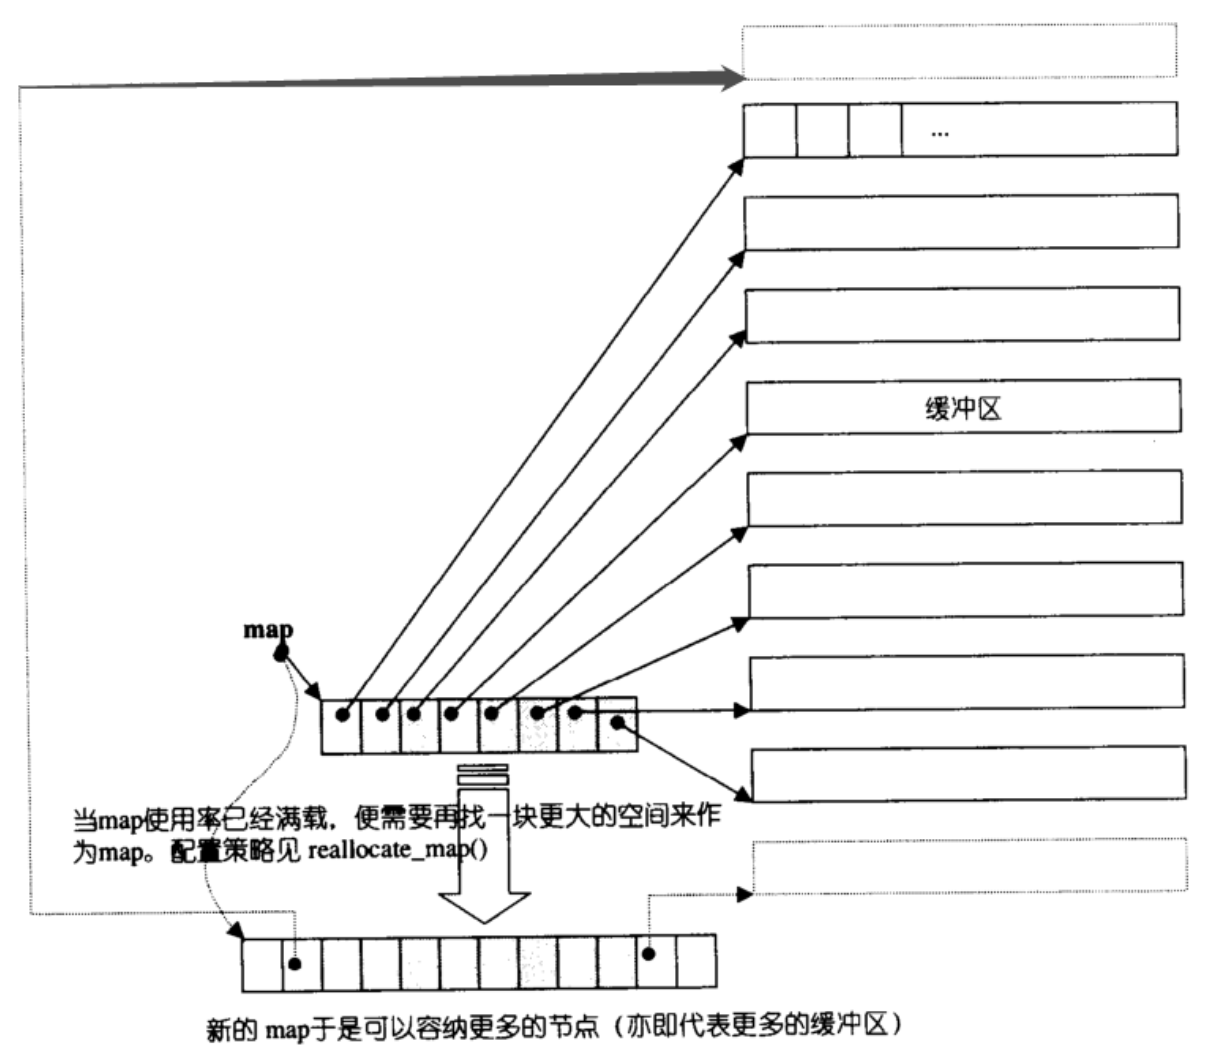 ...
缓冲区
map
当map使用率已经满载，便需要再找一块更大的空间来作
为map。配置策略见 reallocate_map()
新的 map于是可以容纳更多的节点（亦即代表更多的缓冲区）